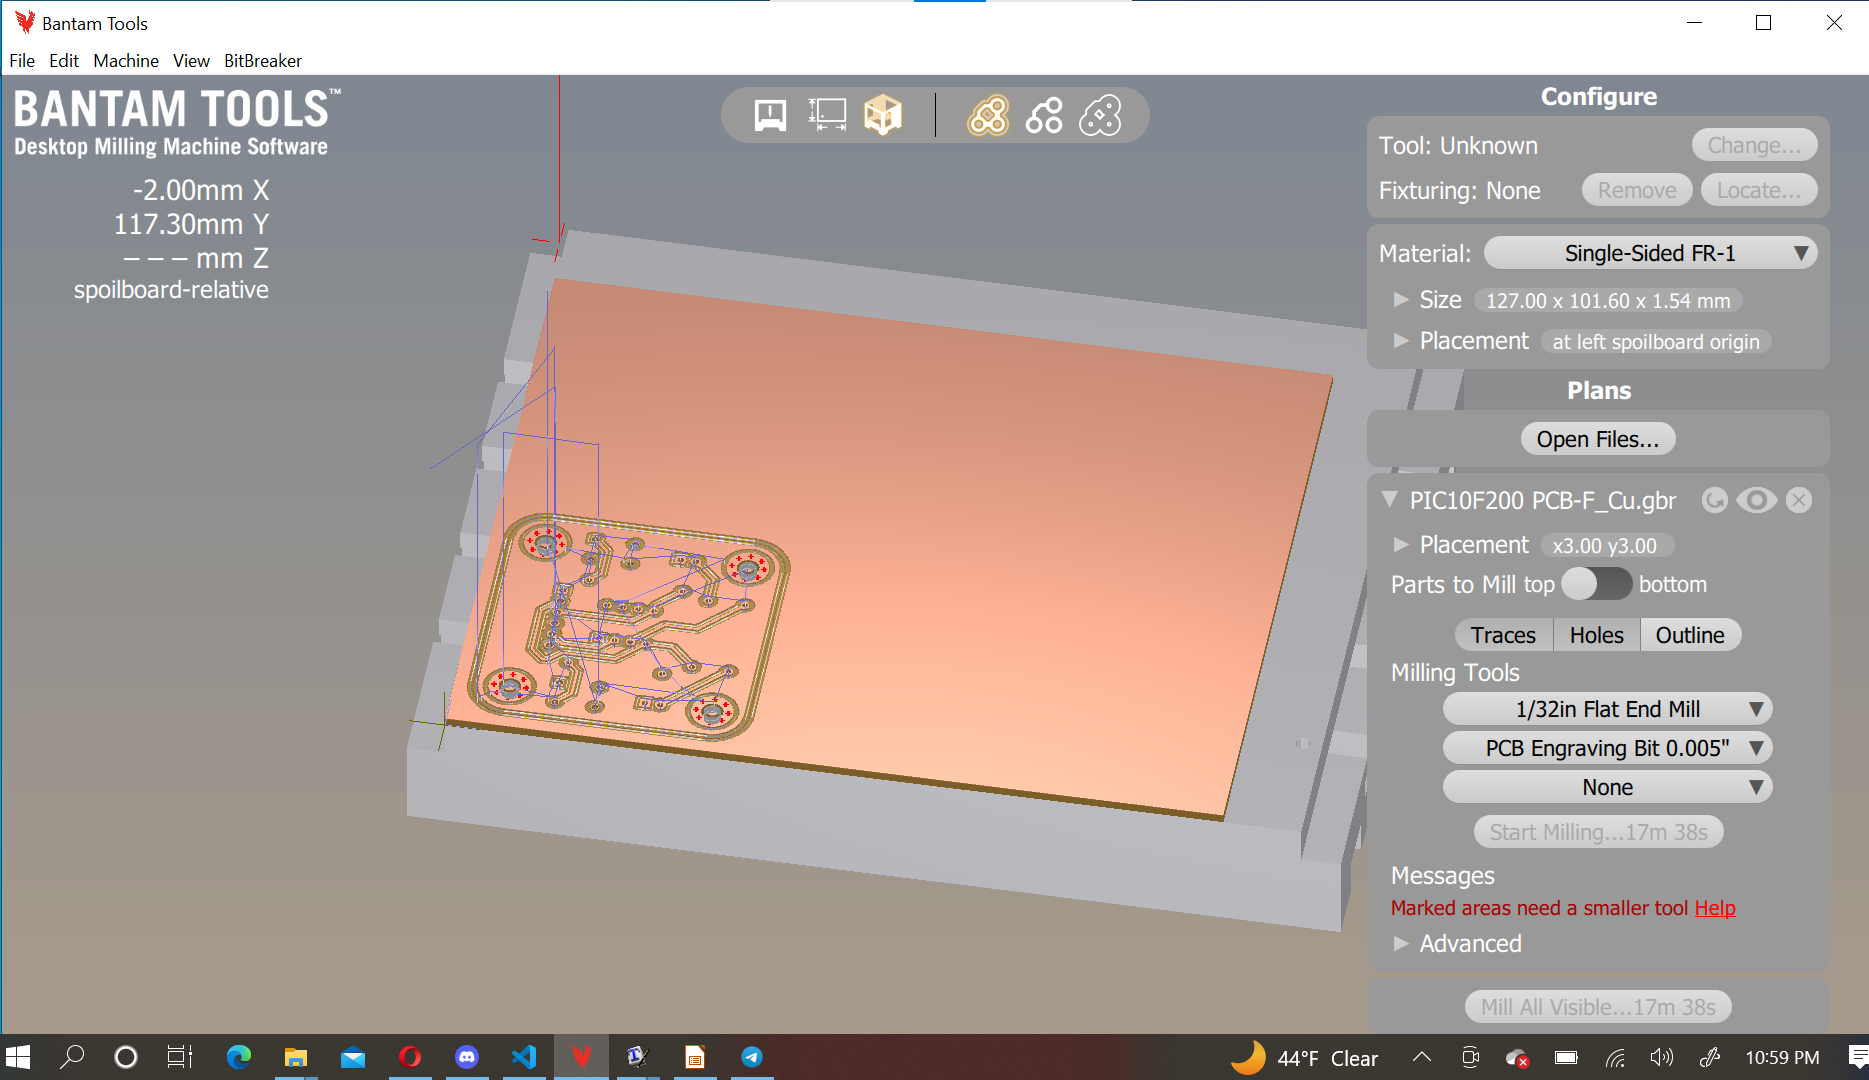 Bantam Tools
File Edit Machine View BitBreaker
BANTAM TOOLS™
Desktop Milling Machine Software
-2.00mm X
117.30mm Y
– – – mm Z
spoilboard-relative
Configure
Tool: Unknown Change...
Fixturing: None Remove Locate...
Material: Single-Sided FR-1
Size 127.00 x 101.60 x 1.54 mm
Placement at left spoilboard origin
Plans
Open Files...
PIC10F200 PCB-F_Cu.gbr
Placement x3.00 y3.00
Parts to Mill top bottom
Traces Holes Outline
Milling Tools
1/32in Flat End Mill
PCB Engraving Bit 0.005"
None
Start Milling...17m 38s
Messages
Marked areas need a smaller tool Help
Advanced
Mill All Visible...17m 38s
44°F Clear 10:59 PM